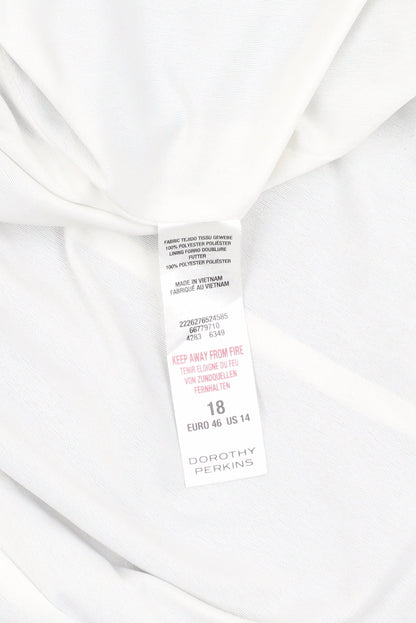 FABRIC TEJIDO TISSU GEWEBE
100% POLYESTER POLIÉSTER
LINING FORRO DOUBLURE
FUTTER
100% POLYESTER POLIÉSTER
MADE IN VIETNAM
FABRIQUÉ AU VIETNAM
2226276524585
66779710
4283 6349
KEEP AWAY FROM FIRE
TENIR ELOIGNE DU FEU
VON ZUNDQUELLEN
FERNHALTEN
18
EURO 46 US 14
DOROTHY
PERKINS